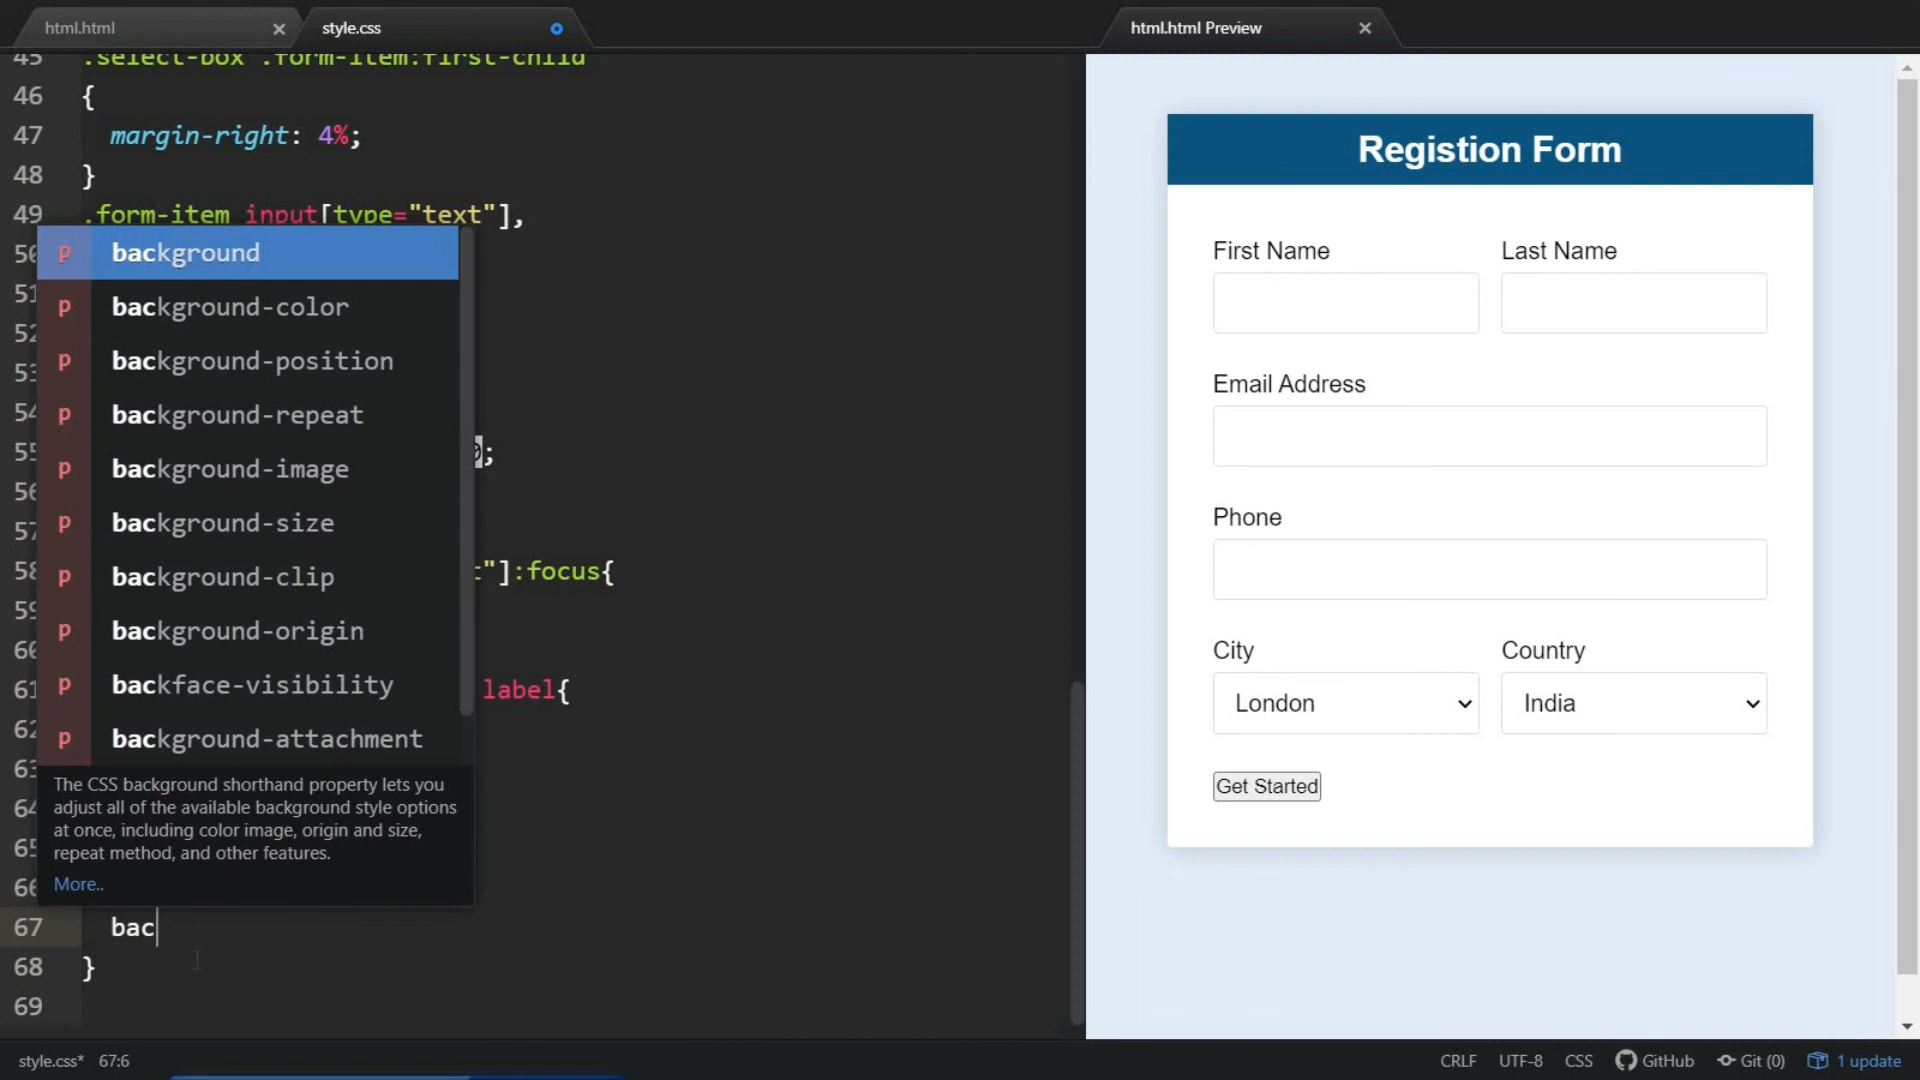 html.html
style.css
html.html Preview
45 .select-box .form-item:first-child
46 {
47 margin-right: 4%;
48 }
49 .form-item input[type="text"],
p background
p background-color
p background-position
p background-repeat
p background-image
p background-size
p background-clip
p background-origin
p backface-visibility
p background-attachment
;
"]:focus{
label{
The CSS background shorthand property lets you
adjust all of the available background style options
at once, including color image, origin and size,
repeat method, and other features.
More..
67 bac
68 }
69
Registion Form
First Name Last Name
Email Address
Phone
City Country
London India
Get Started
style.css* 67:6 CRLF UTF-8 CSS GitHub Git (0) 1 update